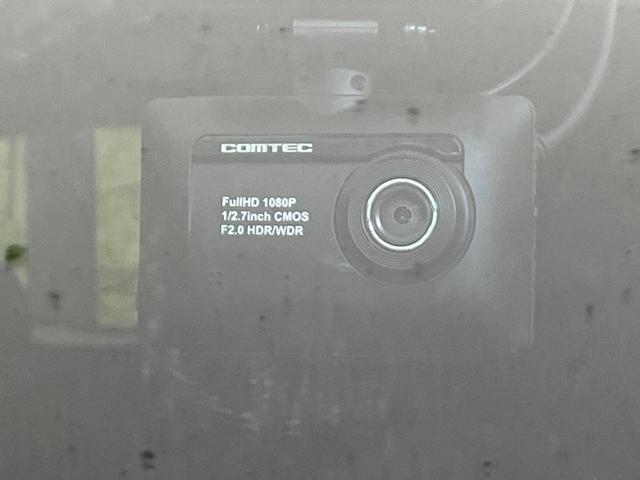 COMTEC
FullHD 1080P
1/2.7inch CMOS
F2.0 HDR/WDR